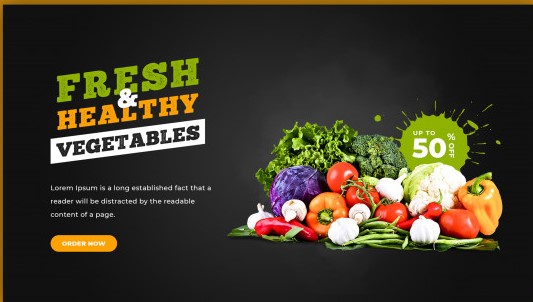 FRESH
&
HEALTHY
VEGETABLES
Lorem Ipsum is a long established fact that a
reader will be distracted by the readable
content of a page.
ORDER NOW
UP TO
50% OFF